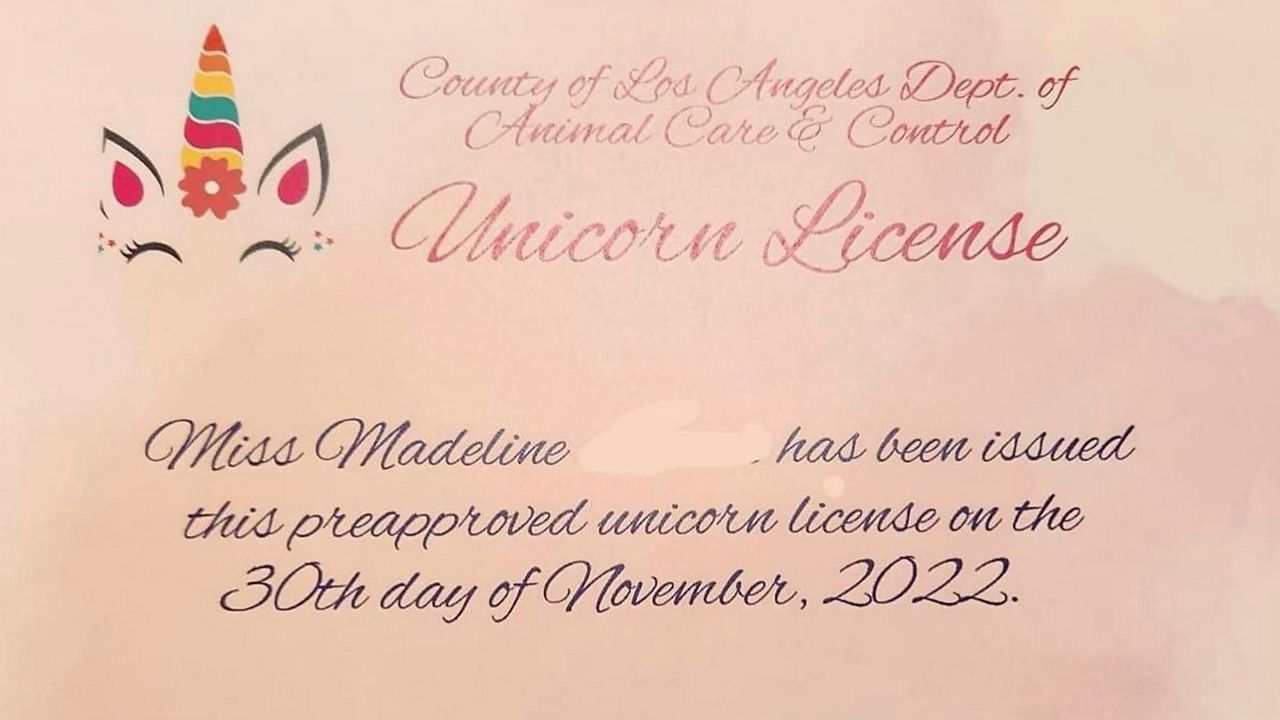 County of Los Angeles Dept. of
Animal Care & Control
Unicorn License
Miss Madeline has been issued
this preapproved unicorn license on the
30th day of November, 2022.